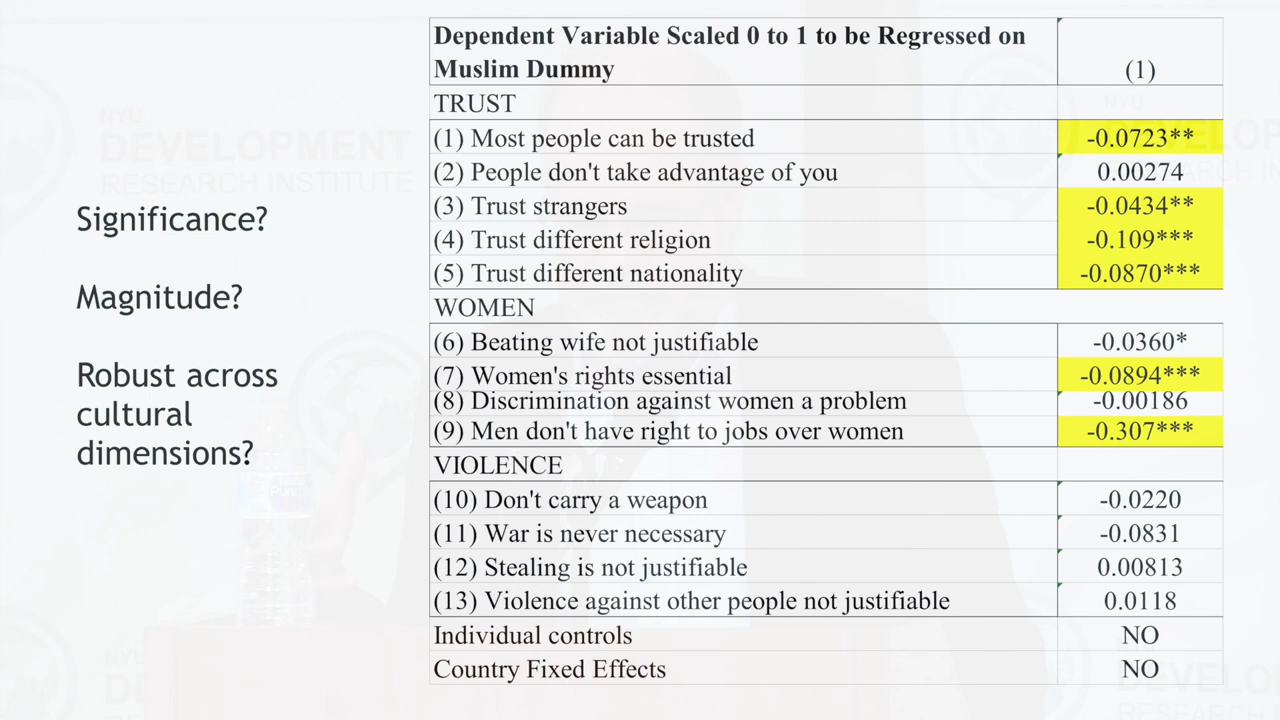 Significance?
Magnitude?
Robust across
cultural
dimensions?
Dependent Variable Scaled 0 to 1 to be Regressed on
Muslim Dummy (1)
TRUST
(1) Most people can be trusted -0.0723**
(2) People don't take advantage of you 0.00274
(3) Trust strangers -0.0434**
(4) Trust different religion -0.109***
(5) Trust different nationality -0.0870***
WOMEN
(6) Beating wife not justifiable -0.0360*
(7) Women's rights essential -0.0894***
(8) Discrimination against women a problem -0.00186
(9) Men don't have right to jobs over women -0.307***
VIOLENCE
(10) Don't carry a weapon -0.0220
(11) War is never necessary -0.0831
(12) Stealing is not justifiable 0.00813
(13) Violence against other people not justifiable 0.0118
Individual controls NO
Country Fixed Effects NO
NYU
DEVELOPMENT
RESEARCH INSTITUTE